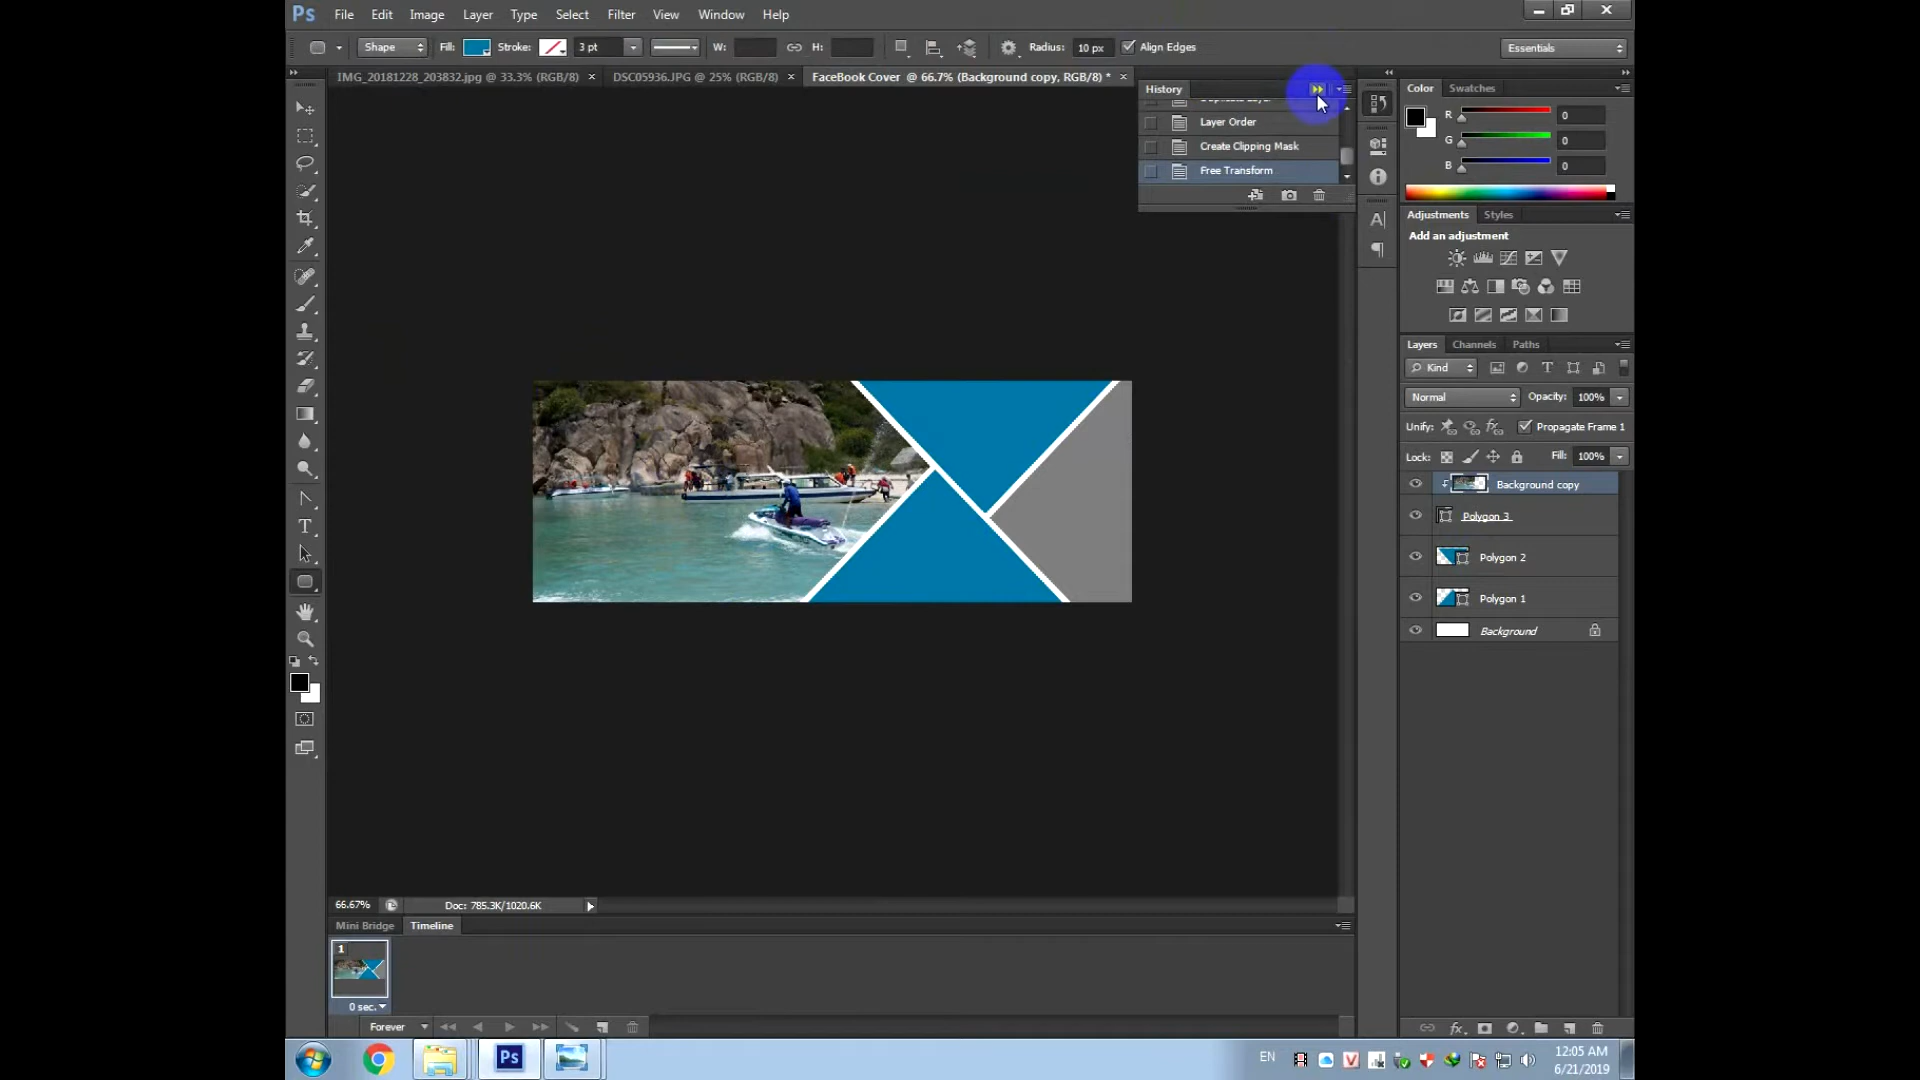 Ps File Edit Image Layer Type Select Filter View Window Help
Shape Fill: Stroke: 3 pt W: H: Radius: 10 px Align Edges Essentials
IMG_20181228_203832.jpg @ 33.3% (RGB/8) × DSC05936.JPG @ 25% (RGB/8) × FaceBook Cover @ 66.7% (Background copy, RGB/8) * ×
History
Duplicate Layer
Layer Order
Create Clipping Mask
Free Transform
Color Swatches
R 0
G 0
B 0
Adjustments Styles
Add an adjustment
Layers Channels Paths
Kind
Normal Opacity: 100%
Unify: Propagate Frame 1
Lock: Fill: 100%
Background copy
Polygon 3
Polygon 2
Polygon 1
Background
66.67% Doc: 785.3K/1020.6K
Mini Bridge Timeline
1
0 sec.
Forever
fx
Ps EN 12:05 AM
6/21/2019